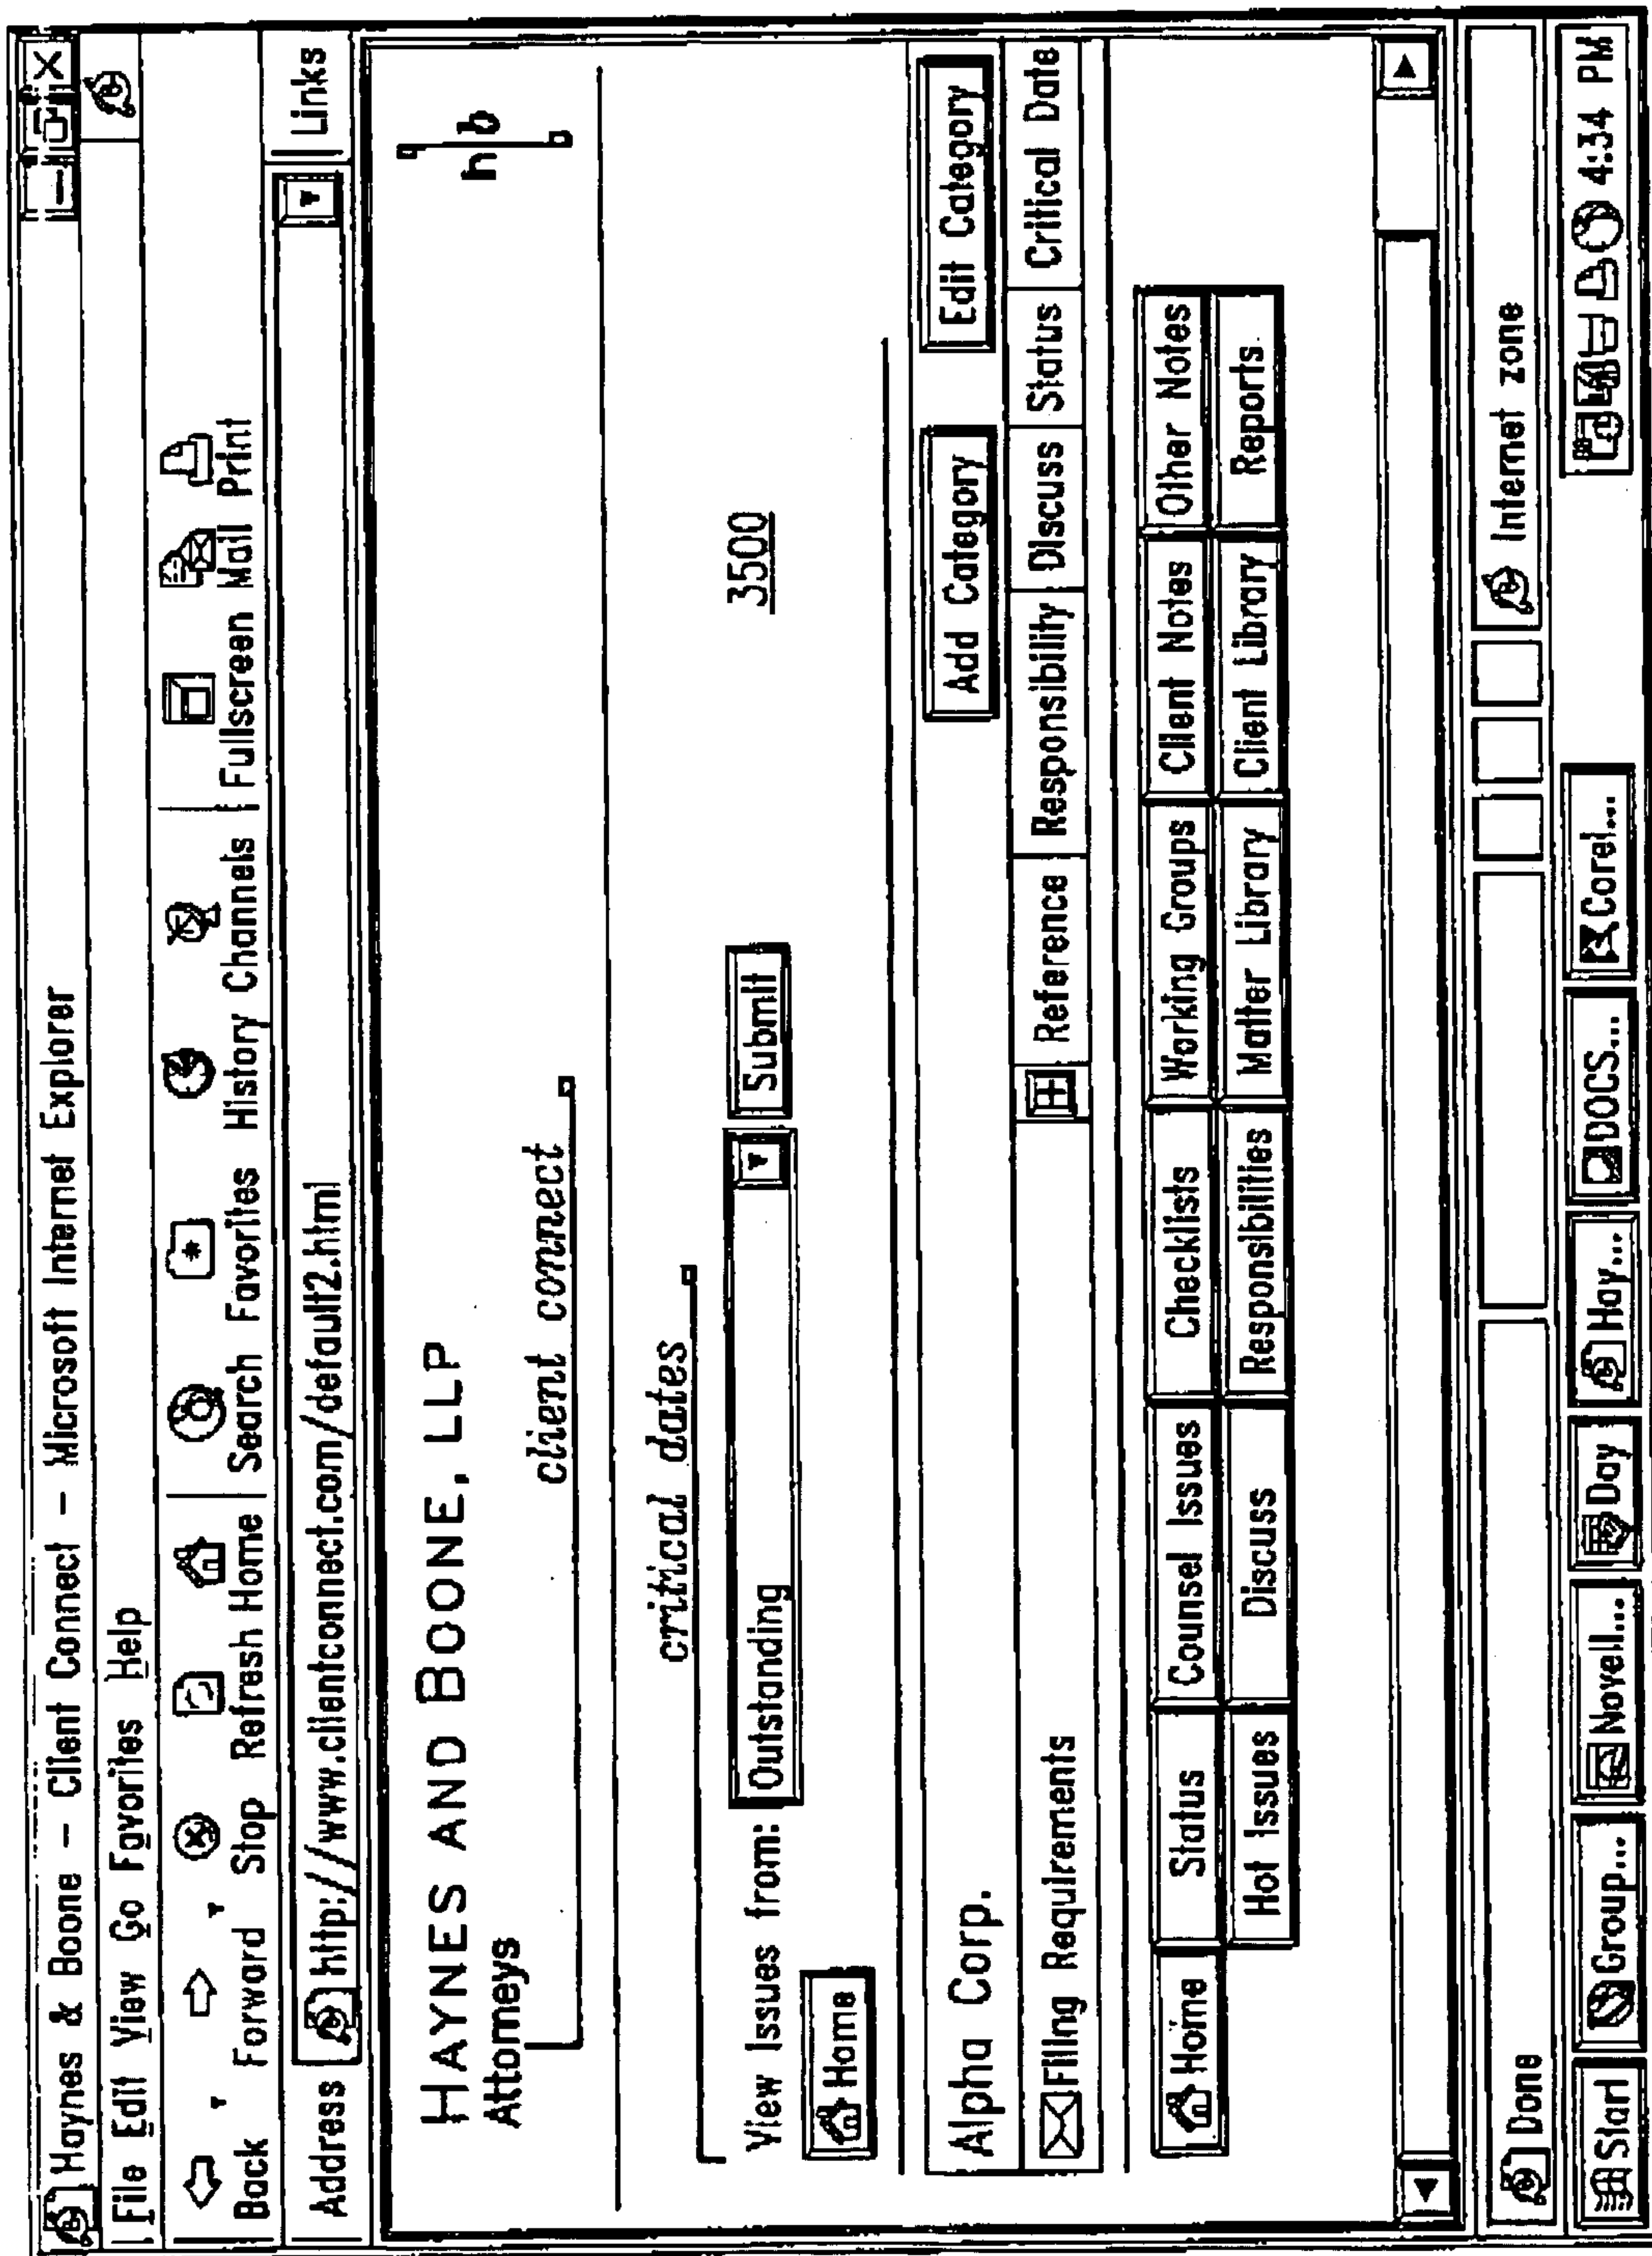 Haynes & Boone – Client Connect – Microsoft Internet Explorer
File Edit View Go Favorites Help
Back Forward Stop Refresh Home Search Favorites History Channels Fullscreen Mail Print
Address http://www.clientconnect.com/default2.html Links
HAYNES AND BOONE, LLP
Attorneys
h b
client connect
critical dates
View Issues from: Outstanding Submit 3500
Home
Alpha Corp. Add Category Edit Category
Filing Requirements Reference Responsibility Discuss Status Critical Date
Home Status Counsel Issues Checklists Working Groups Client Notes Other Notes
Hot Issues Discuss Responsibilities Matter Library Client Library Reports
Done Internet zone
Start Group... Novell... Day Hay... DOCS... Corel... 4:34 PM